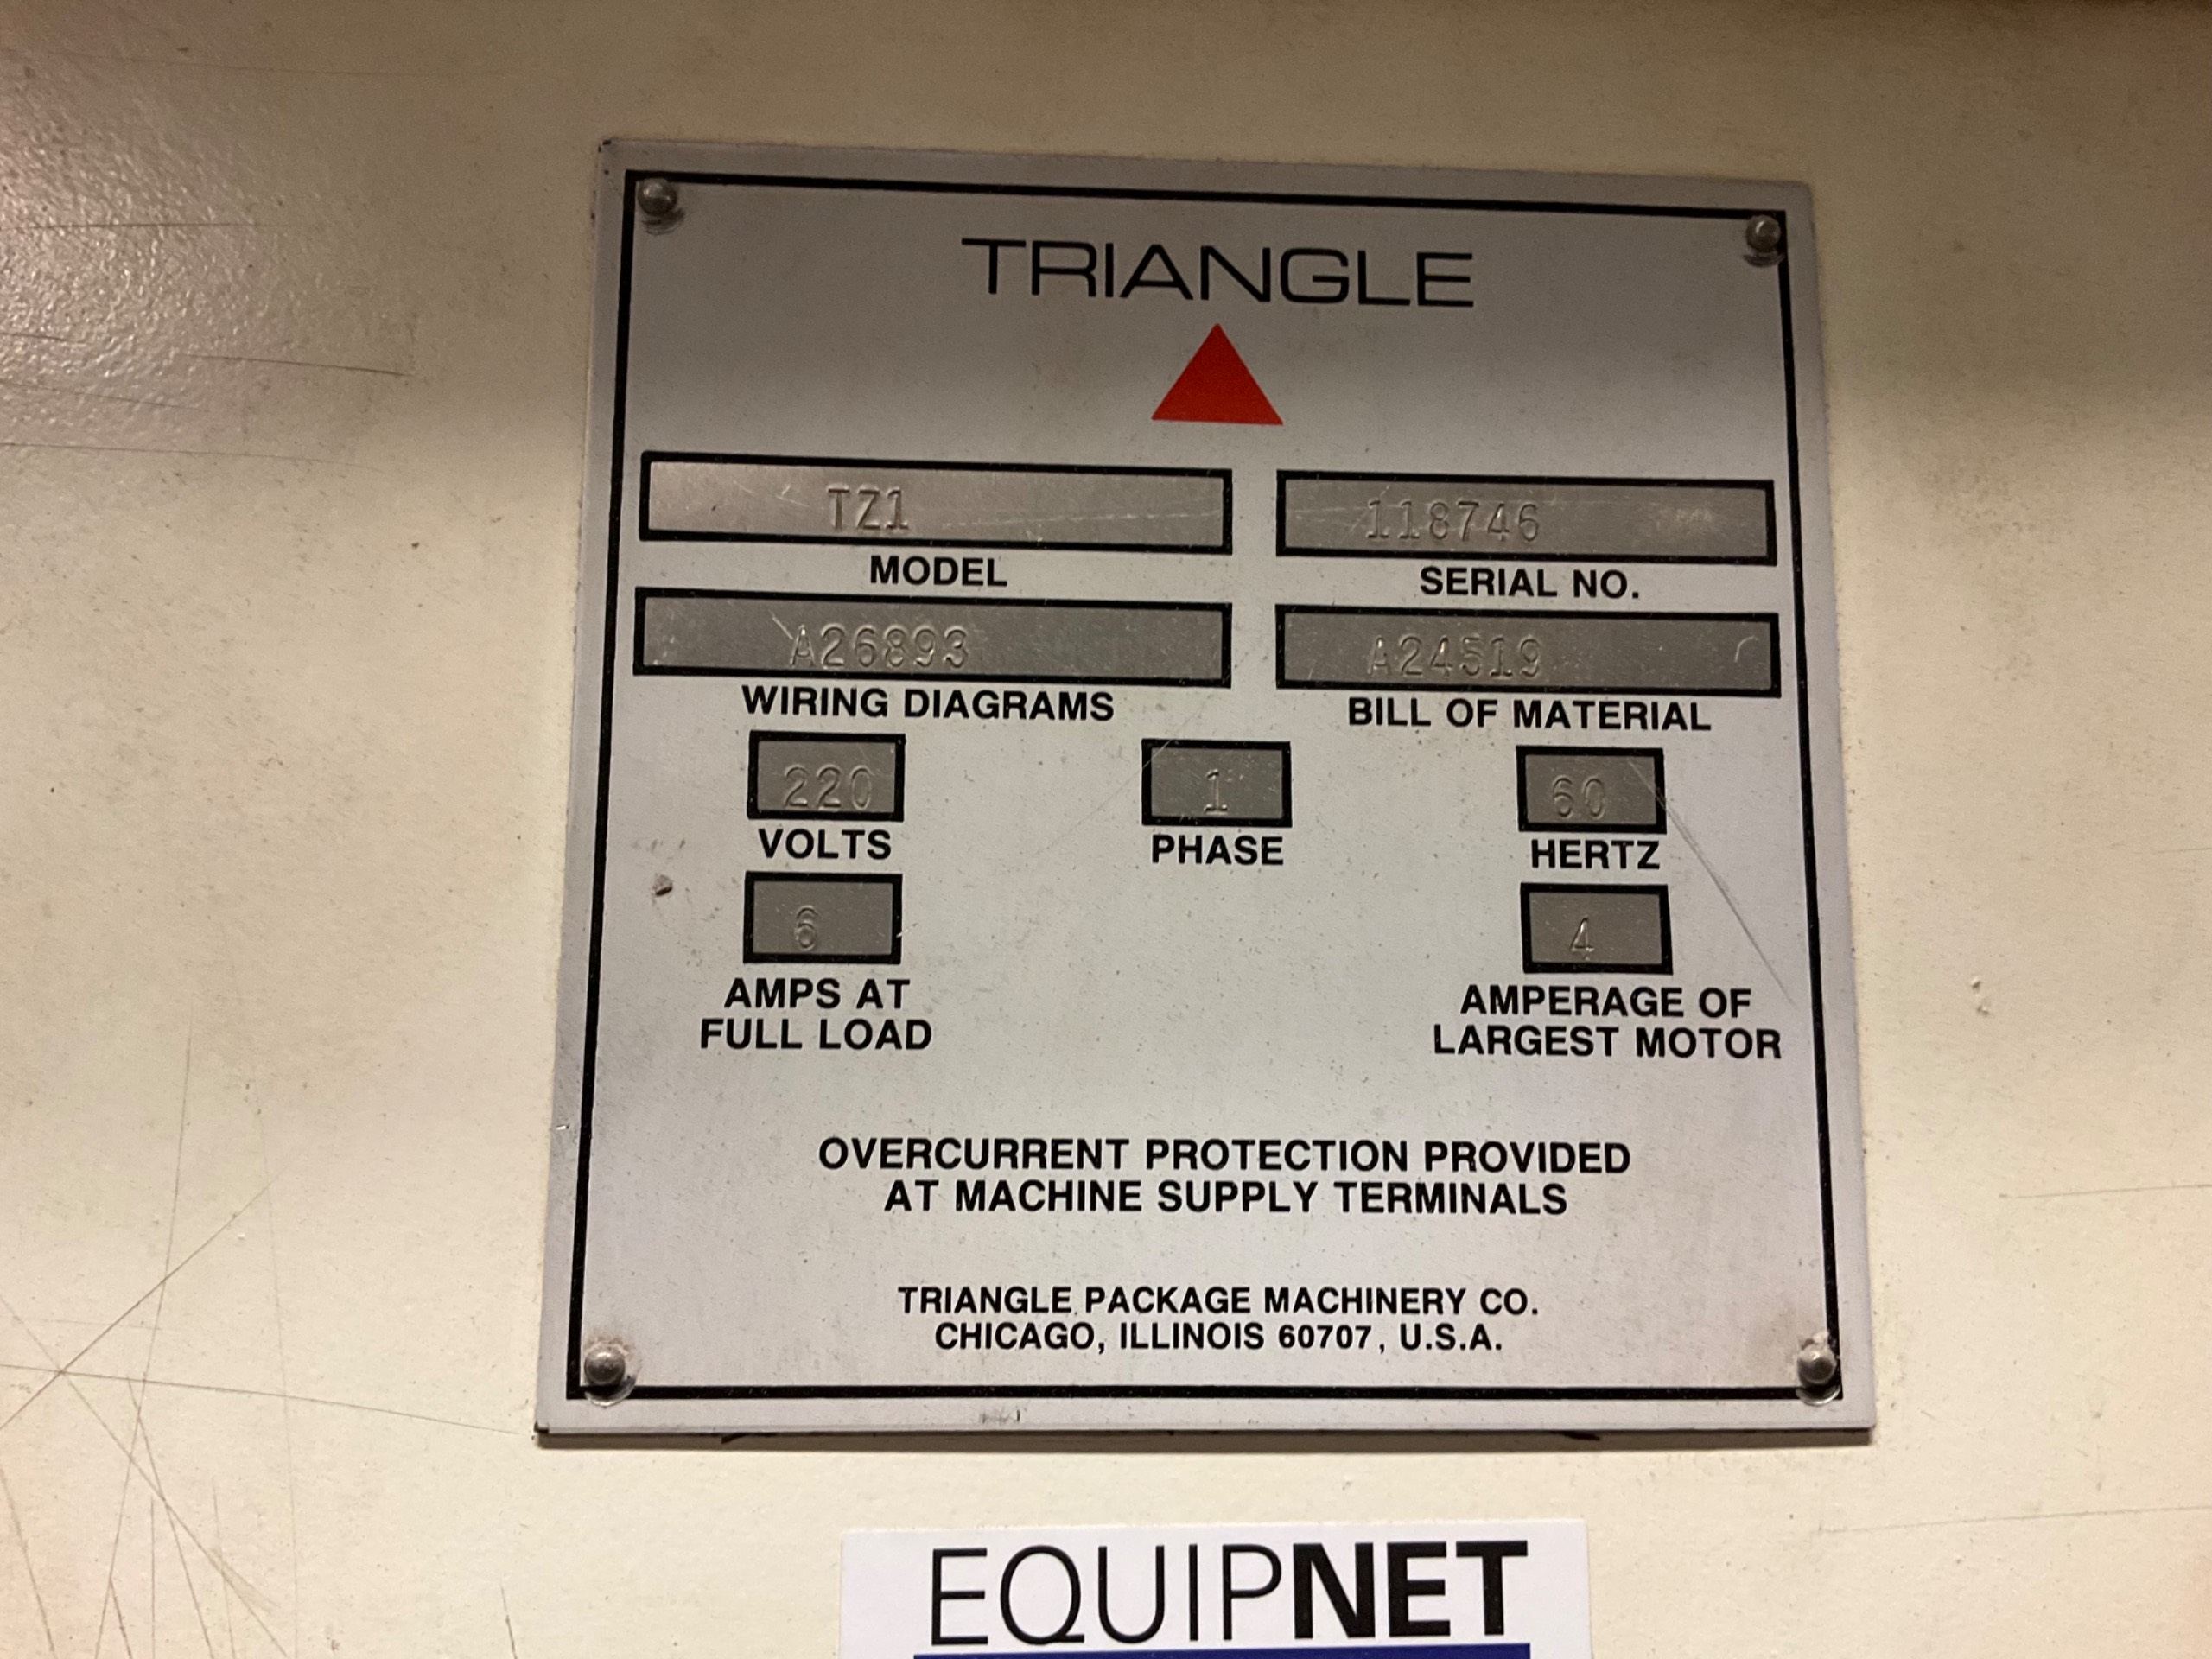 TRIANGLE
TZ1
118746
MODEL
SERIAL NO.
A26893
A24519
WIRING DIAGRAMS
BILL OF MATERIAL
220
1
60
VOLTS
PHASE
HERTZ
6
4
AMPS AT
FULL LOAD
AMPERAGE OF
LARGEST MOTOR
OVERCURRENT PROTECTION PROVIDED
AT MACHINE SUPPLY TERMINALS
TRIANGLE PACKAGE MACHINERY CO.
CHICAGO, ILLINOIS 60707, U.S.A.
EQUIPNET